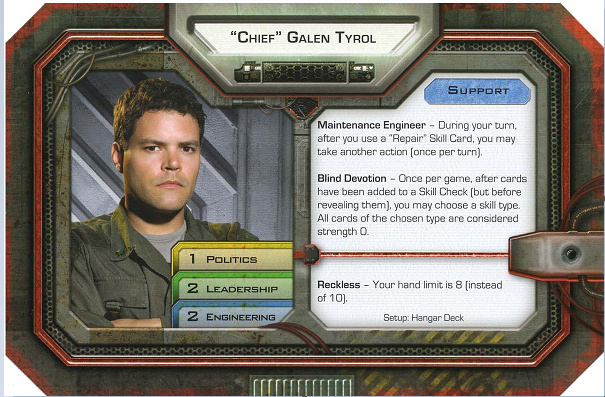 “Chief” Galen Tyrol
Support
Maintenance Engineer – During your turn,
after you use a “Repair” Skill Card, you may
take another action (once per turn).
Blind Devotion – Once per game, after cards
have been added to a Skill Check (but before
revealing them), you may choose a skill type.
All cards of the chosen type are considered
strength 0.
Reckless – Your hand limit is 8 (instead
of 10).
Setup: Hangar Deck
1 Politics
2 Leadership
2 Engineering